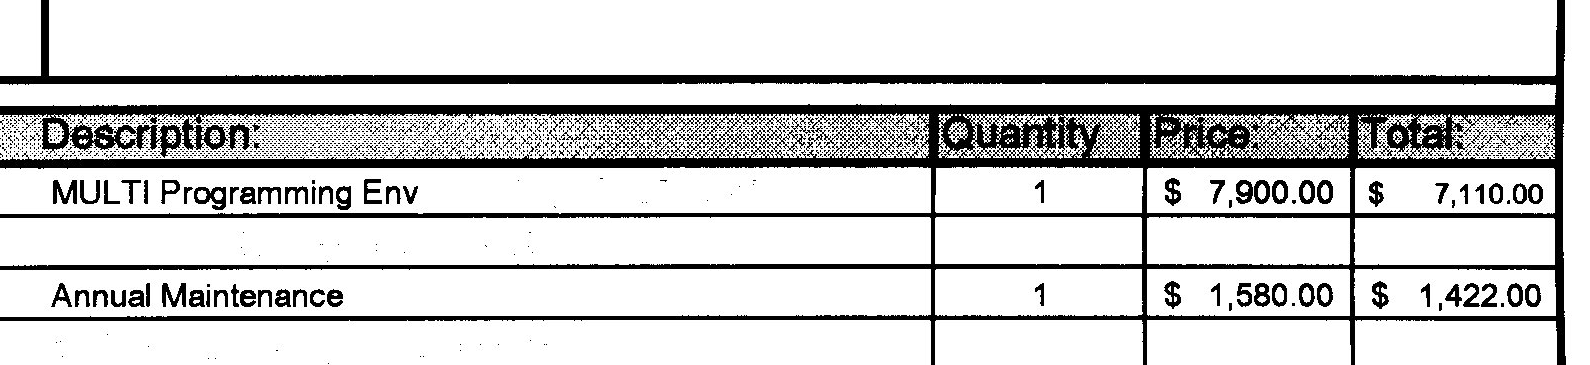 Description: Quantity Price: Total:
MULTI Programming Env 1 $ 7,900.00 $ 7,110.00
Annual Maintenance 1 $ 1,580.00 $ 1,422.00